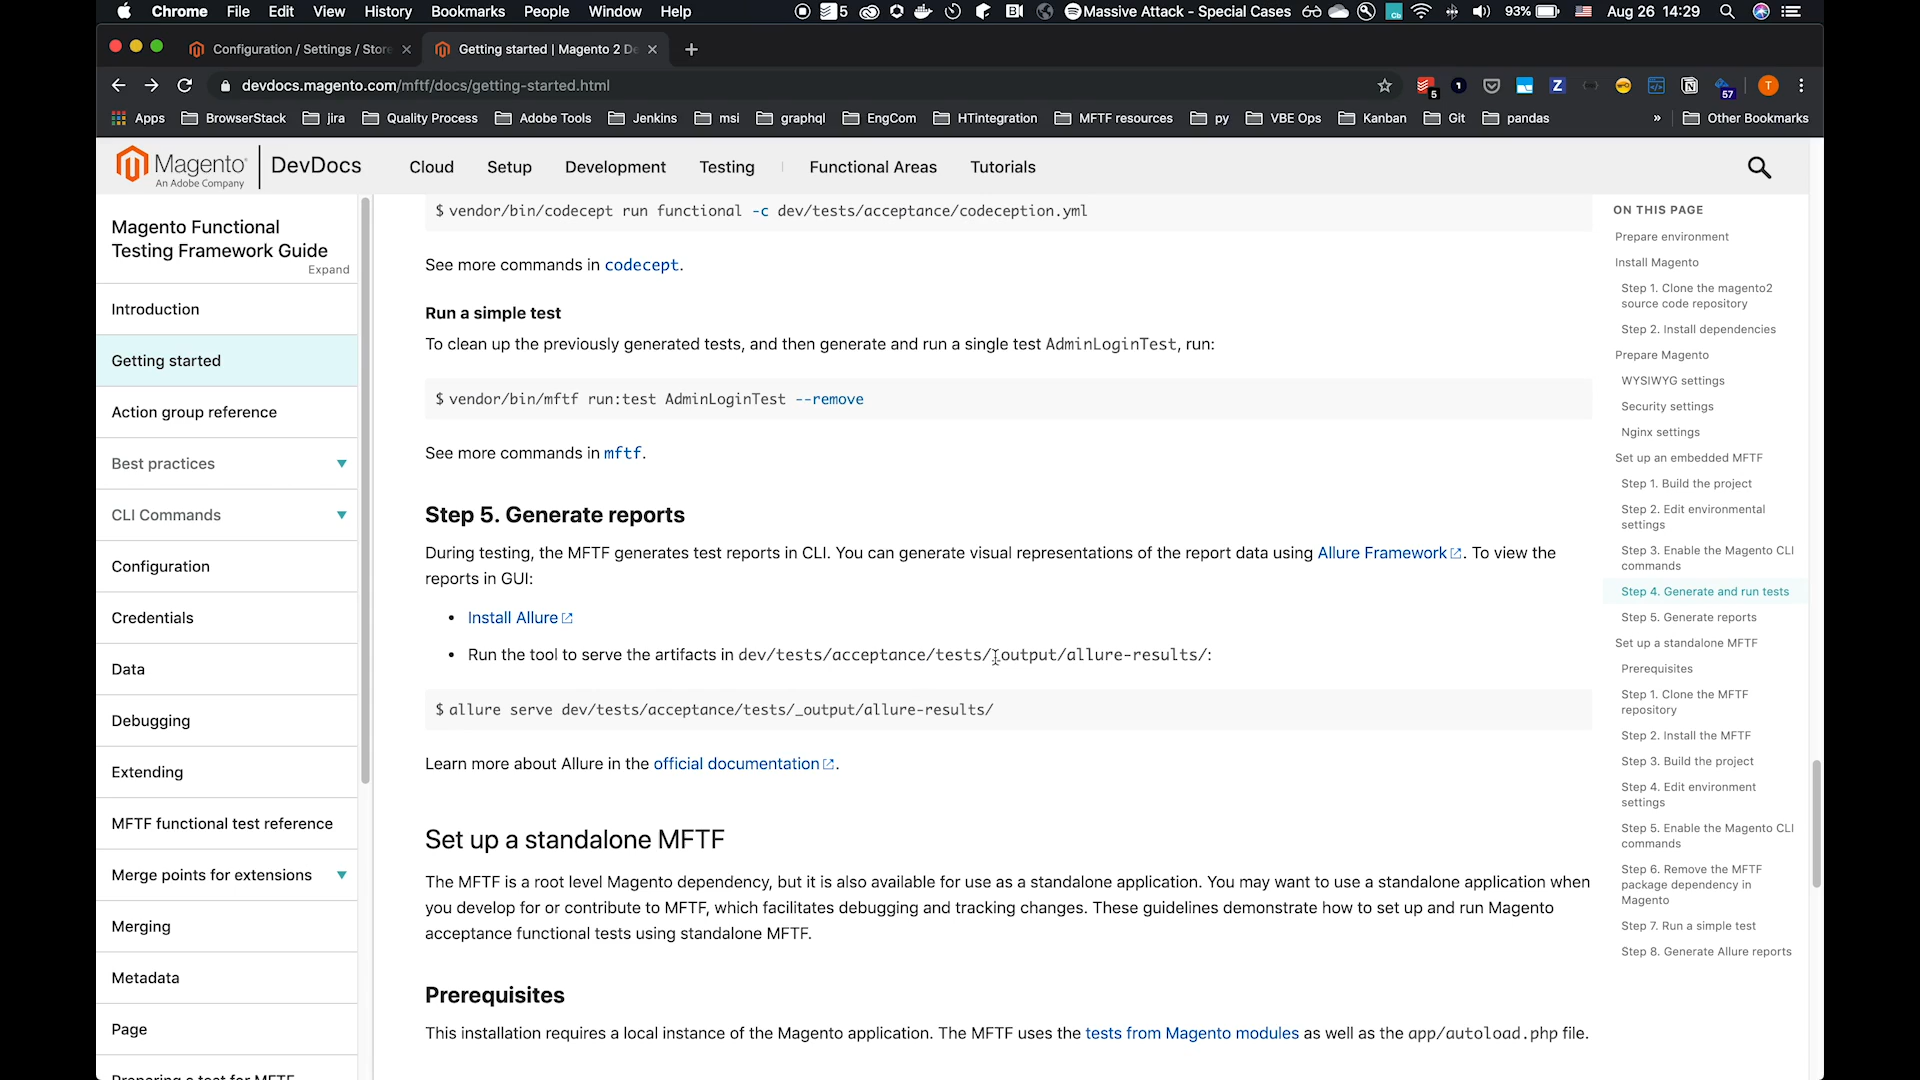 Chrome File Edit View History Bookmarks People Window Help 5 Massive Attack - Special Cases 93% Aug 26 14:29
Configuration / Settings / Store
Getting started | Magento 2 De
devdocs.magento.com/mftf/docs/getting-started.html
5 1 Z N 57 T
Apps BrowserStack jira Quality Process Adobe Tools Jenkins msi graphql EngCom HTintegration MFTF resources py VBE Ops Kanban Git pandas » Other Bookmarks
Magento
An Adobe Company
DevDocs
Cloud Setup Development Testing Functional Areas Tutorials
Magento Functional
Testing Framework Guide
Expand
Introduction
Getting started
Action group reference
Best practices
CLI Commands
Configuration
Credentials
Data
Debugging
Extending
MFTF functional test reference
Merge points for extensions
Merging
Metadata
Page
Preparing a test for MFTF
$ vendor/bin/codecept run functional -c dev/tests/acceptance/codeception.yml
See more commands in codecept.
Run a simple test
To clean up the previously generated tests, and then generate and run a single test AdminLoginTest, run:
$ vendor/bin/mftf run:test AdminLoginTest --remove
See more commands in mftf.
Step 5. Generate reports
During testing, the MFTF generates test reports in CLI. You can generate visual representations of the report data using Allure Framework. To view the
reports in GUI:
• Install Allure
• Run the tool to serve the artifacts in dev/tests/acceptance/tests/_output/allure-results/:
$ allure serve dev/tests/acceptance/tests/_output/allure-results/
Learn more about Allure in the official documentation.
Set up a standalone MFTF
The MFTF is a root level Magento dependency, but it is also available for use as a standalone application. You may want to use a standalone application when
you develop for or contribute to MFTF, which facilitates debugging and tracking changes. These guidelines demonstrate how to set up and run Magento
acceptance functional tests using standalone MFTF.
Prerequisites
This installation requires a local instance of the Magento application. The MFTF uses the tests from Magento modules as well as the app/autoload.php file.
ON THIS PAGE
Prepare environment
Install Magento
Step 1. Clone the magento2
source code repository
Step 2. Install dependencies
Prepare Magento
WYSIWYG settings
Security settings
Nginx settings
Set up an embedded MFTF
Step 1. Build the project
Step 2. Edit environmental
settings
Step 3. Enable the Magento CLI
commands
Step 4. Generate and run tests
Step 5. Generate reports
Set up a standalone MFTF
Prerequisites
Step 1. Clone the MFTF
repository
Step 2. Install the MFTF
Step 3. Build the project
Step 4. Edit environment
settings
Step 5. Enable the Magento CLI
commands
Step 6. Remove the MFTF
package dependency in
Magento
Step 7. Run a simple test
Step 8. Generate Allure reports